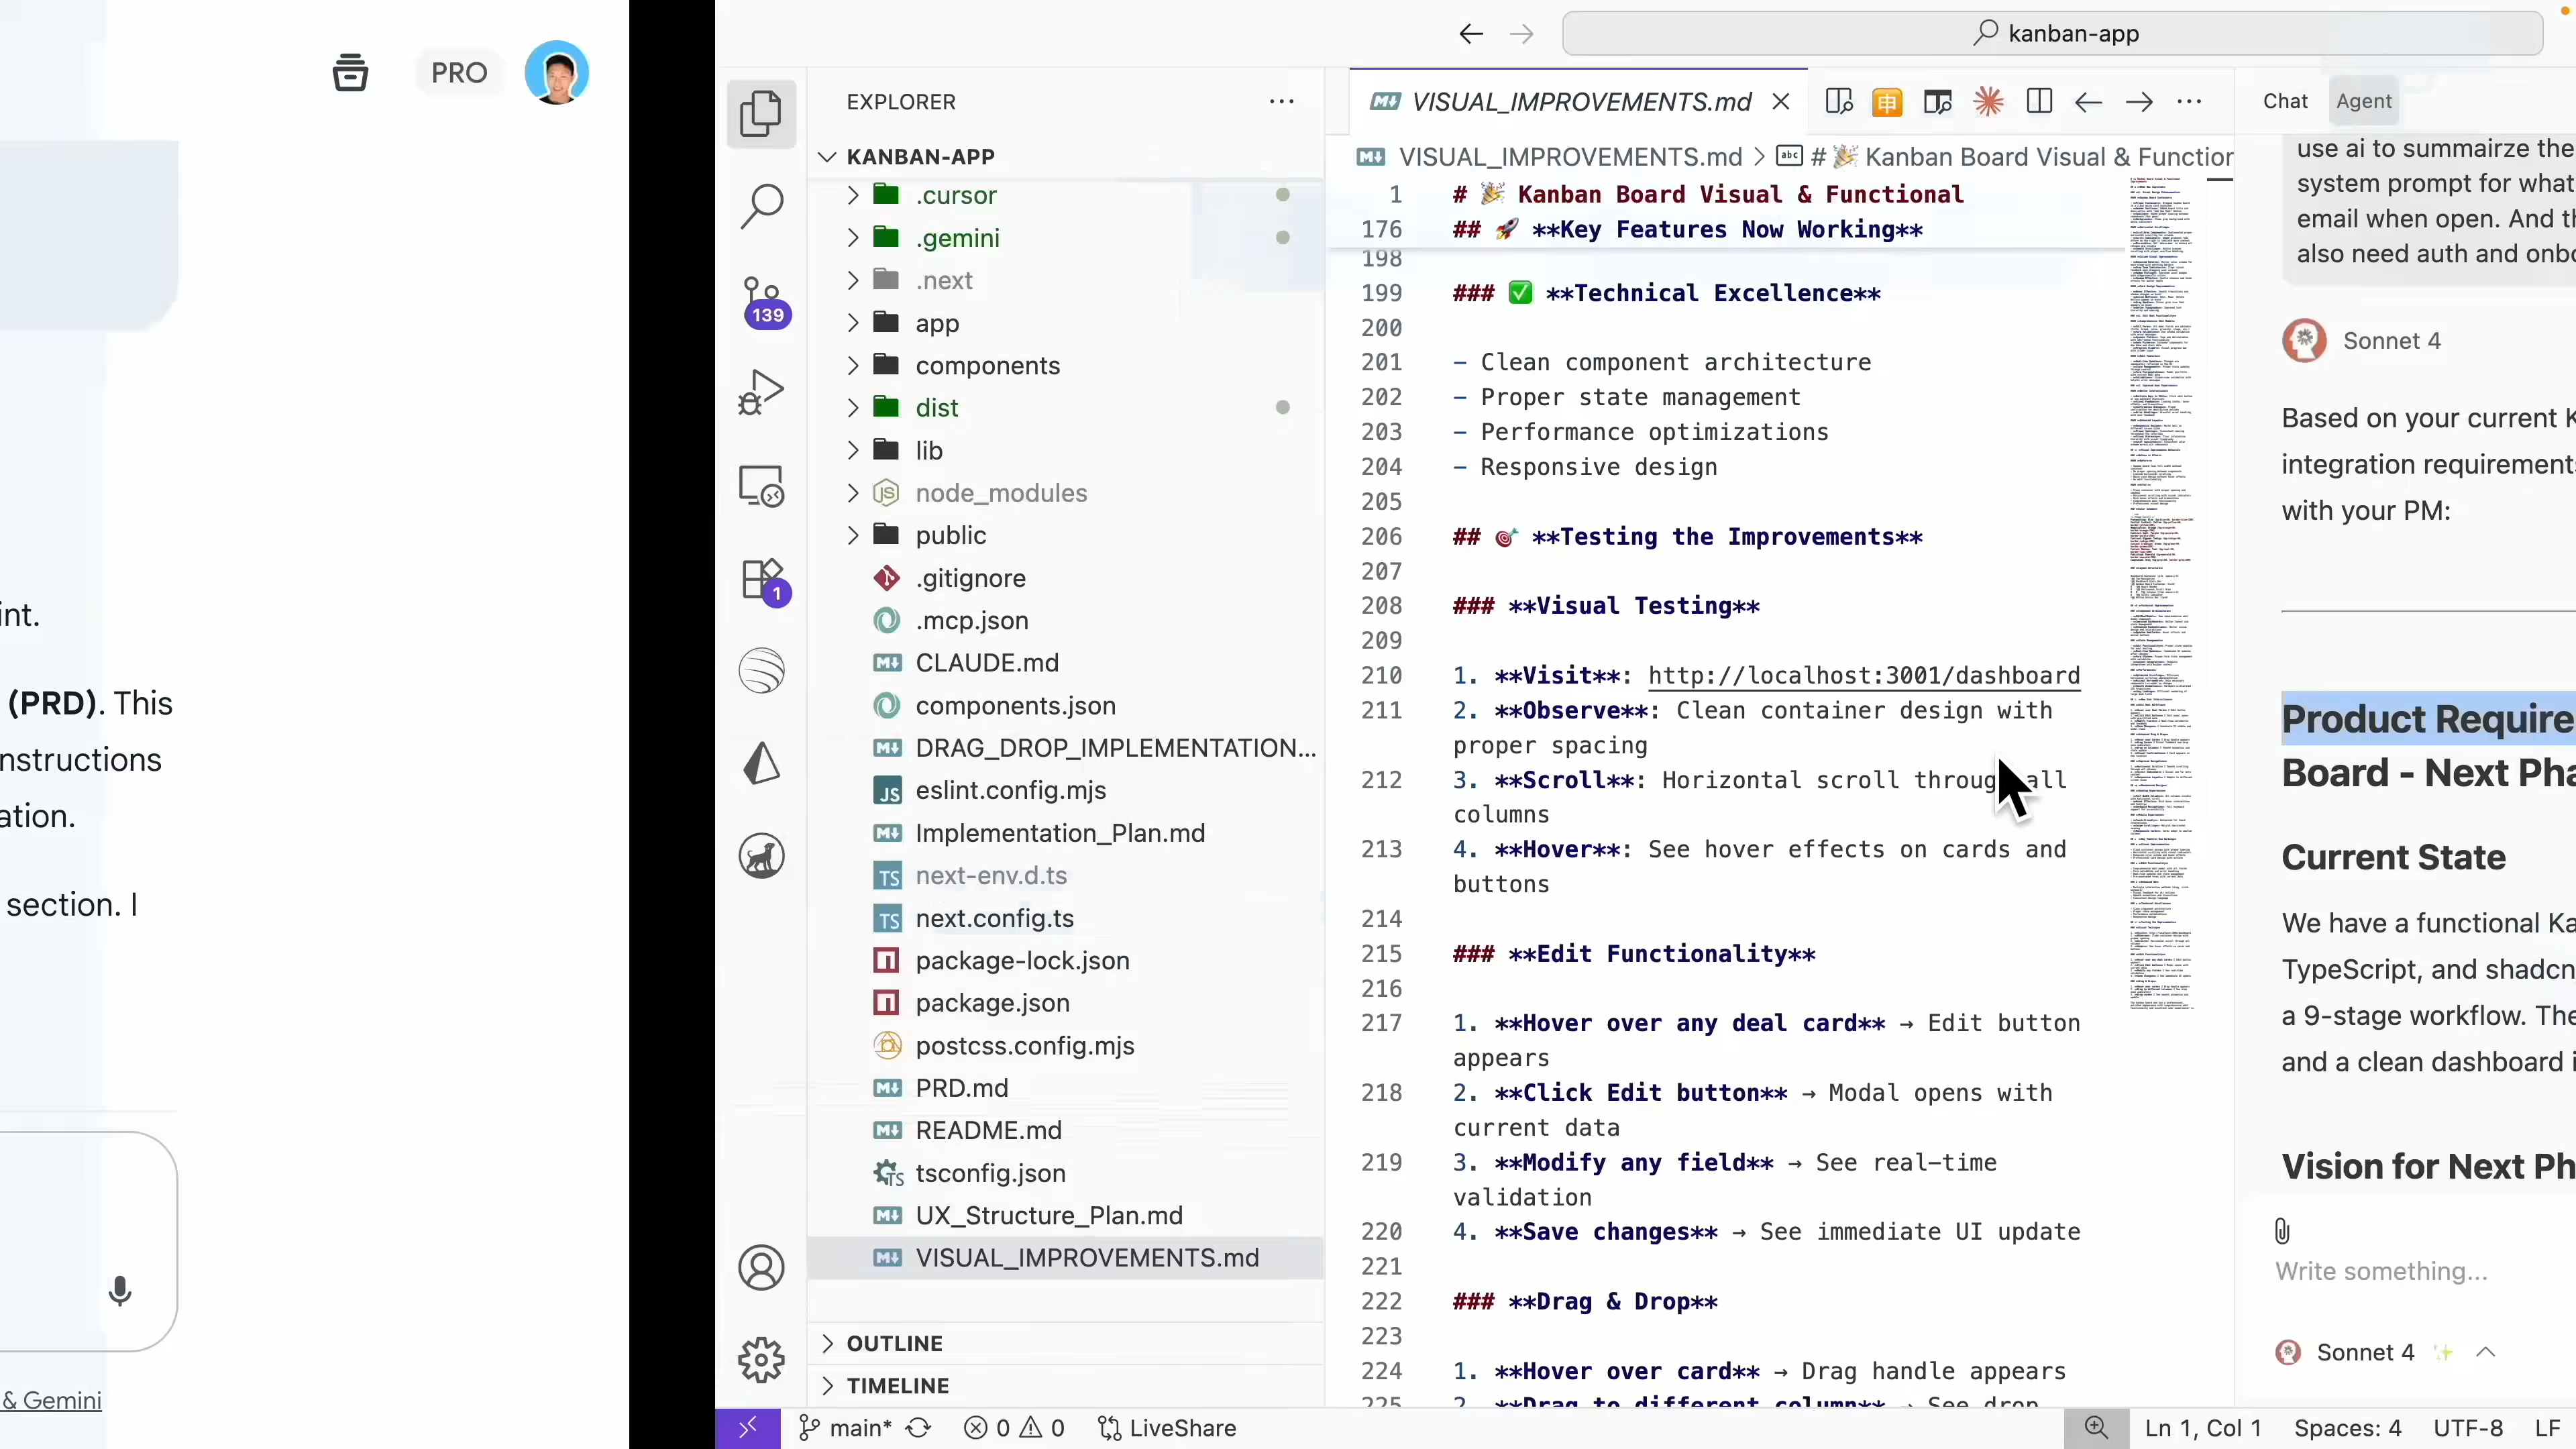 PRO
int.
(PRD). This
nstructions
ation.
section. I
& Gemini
kanban-app
EXPLORER
KANBAN-APP
.cursor
.gemini
.next
app
components
dist
lib
node_modules
public
.gitignore
.mcp.json
CLAUDE.md
components.json
DRAG_DROP_IMPLEMENTATION...
eslint.config.mjs
Implementation_Plan.md
next-env.d.ts
next.config.ts
package-lock.json
package.json
postcss.config.mjs
PRD.md
README.md
tsconfig.json
UX_Structure_Plan.md
VISUAL_IMPROVEMENTS.md
OUTLINE
TIMELINE
139
1
VISUAL_IMPROVEMENTS.md
VISUAL_IMPROVEMENTS.md > abc # 🎉 Kanban Board Visual & Function
1 # 🎉 Kanban Board Visual & Functional
176 ## 🚀 **Key Features Now Working**
198
199 ### ✅ **Technical Excellence**
200
201 - Clean component architecture
202 - Proper state management
203 - Performance optimizations
204 - Responsive design
205
206 ## 🎯 **Testing the Improvements**
207
208 ### **Visual Testing**
209
210 1. **Visit**: http://localhost:3001/dashboard
211 2. **Observe**: Clean container design with
proper spacing
212 3. **Scroll**: Horizontal scroll through all
columns
213 4. **Hover**: See hover effects on cards and
buttons
214
215 ### **Edit Functionality**
216
217 1. **Hover over any deal card** → Edit button
appears
218 2. **Click Edit button** → Modal opens with
current data
219 3. **Modify any field** → See real-time
validation
220 4. **Save changes** → See immediate UI update
221
222 ### **Drag & Drop**
223
224 1. **Hover over card** → Drag handle appears
225 2. **Drag to different column** → See drop
Chat Agent
use ai to summairze the
system prompt for what
email when open. And th
also need auth and onbo
Sonnet 4
Based on your current K
integration requirements
with your PM:
Product Require
Board - Next Pha
Current State
We have a functional Ka
TypeScript, and shadcn
a 9-stage workflow. The
and a clean dashboard i
Vision for Next Ph
Write something...
Sonnet 4
main* 0 0 LiveShare
Ln 1, Col 1 Spaces: 4 UTF-8 LF